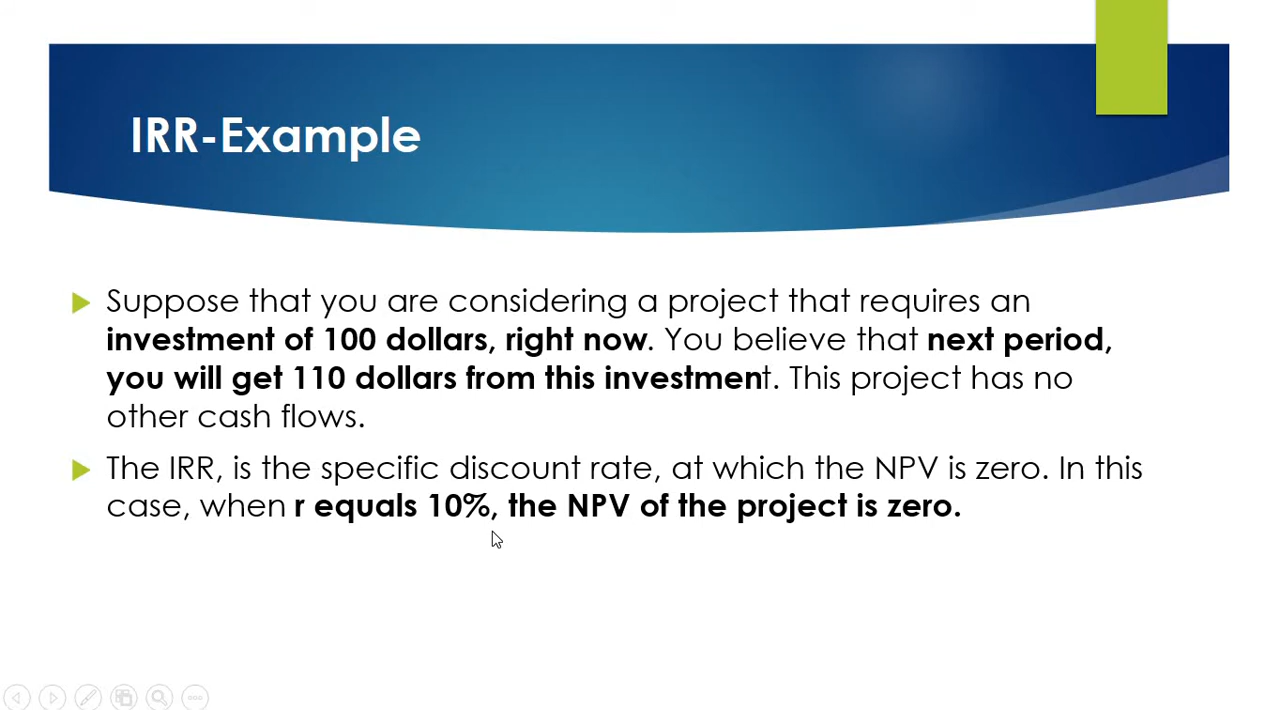 IRR-Example
Suppose that you are considering a project that requires an
investment of 100 dollars, right now. You believe that next period,
you will get 110 dollars from this investment. This project has no
other cash flows.
The IRR, is the specific discount rate, at which the NPV is zero. In this
case, when r equals 10%, the NPV of the project is zero.